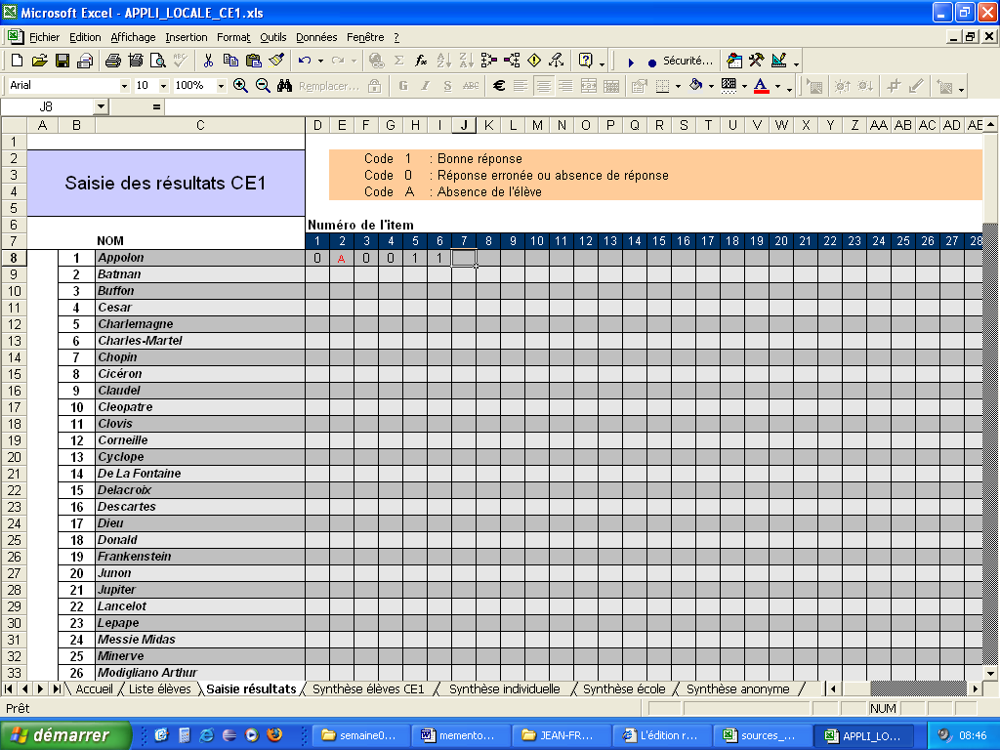 Microsoft Excel - APPLI_LOCALE_CE1.xls
Fichier Edition Affichage Insertion Format Outils Données Fenêtre ?
Sécurité...
Arial 10 100% Remplacer... G I S ABC €
J8 =
A B C D E F G H I J K L M N O P Q R S T U V W X Y Z AA AB AC AD AE
1
2 Code 1 : Bonne réponse
3 Saisie des résultats CE1 Code 0 : Réponse erronée ou absence de réponse
4 Code A : Absence de l'élève
5
6 Numéro de l'item
7 NOM 1 2 3 4 5 6 7 8 9 10 11 12 13 14 15 16 17 18 19 20 21 22 23 24 25 26 27 28
8 1 Appolon 0 A 0 0 1 1
9 2 Batman
10 3 Buffon
11 4 Cesar
12 5 Charlemagne
13 6 Charles-Martel
14 7 Chopin
15 8 Cicéron
16 9 Claudel
17 10 Cleopatre
18 11 Clovis
19 12 Corneille
20 13 Cyclope
21 14 De La Fontaine
22 15 Delacroix
23 16 Descartes
24 17 Dieu
25 18 Donald
26 19 Frankenstein
27 20 Junon
28 21 Jupiter
29 22 Lancelot
30 23 Lepape
31 24 Messie Midas
32 25 Minerve
33 26 Modigliano Arthur
Accueil Liste élèves Saisie résultats Synthèse élèves CE1 Synthèse individuelle Synthèse école Synthèse anonyme
Prêt NUM
démarrer semaine0... memento... JEAN-FR... L'édition r... sources_... APPLI_LO... 08:46